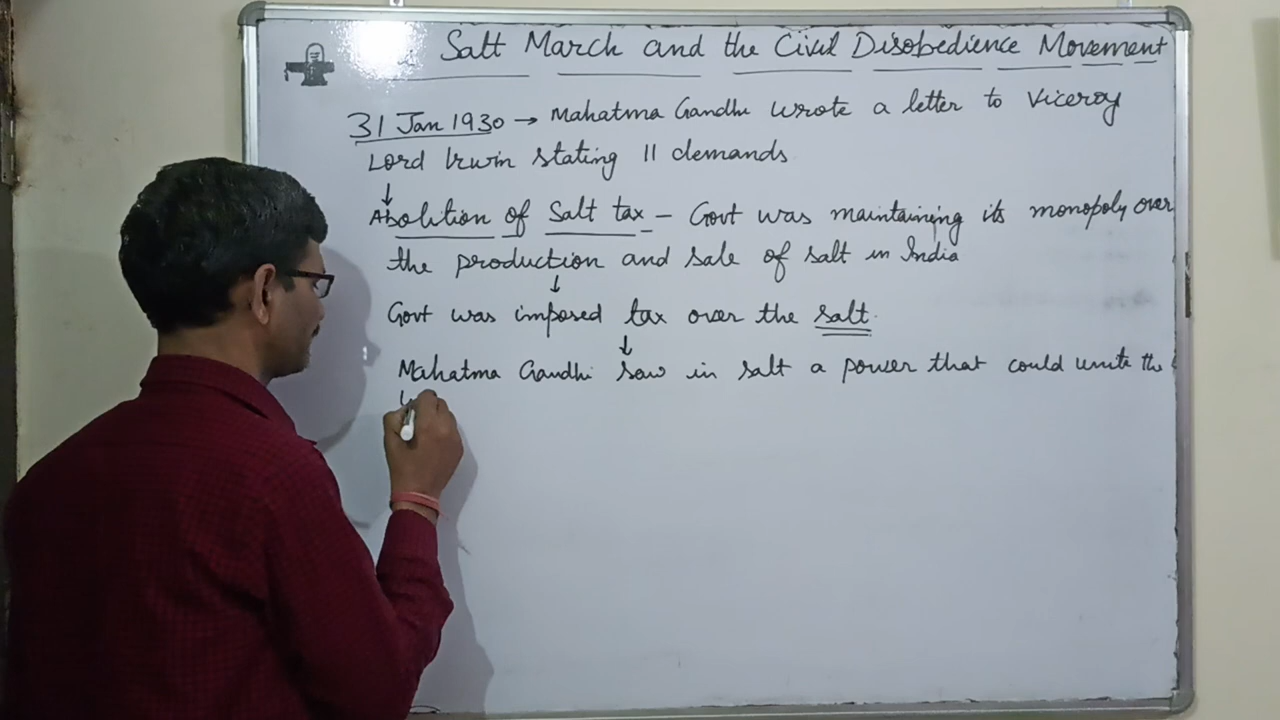 Salt March and the Civil Disobedience Movement
31 Jan 1930 → Mahatma Gandhi wrote a letter to Viceroy
Lord Irwin stating 11 demands
↓
Abolition of Salt tax – Govt was maintaining its monopoly over
the production and sale of salt in India
↓
Govt was imposed tax over the salt.
↓
Mahatma Gandhi saw in salt a power that could unite the